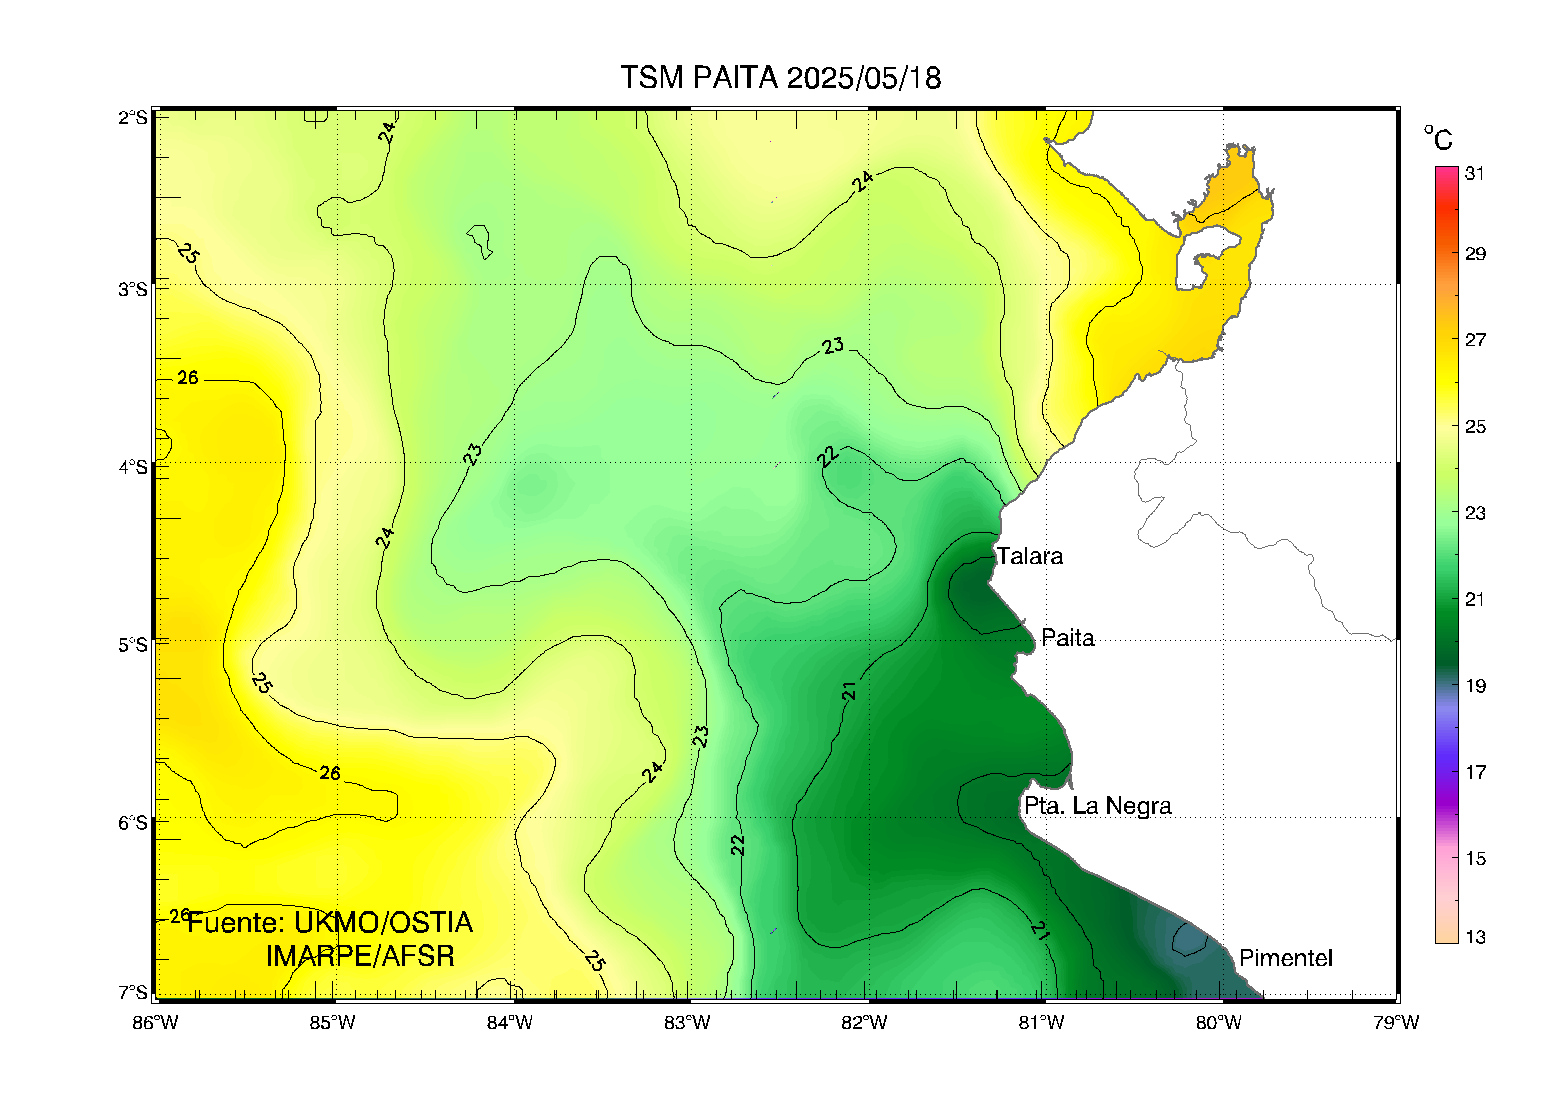 TSM PAITA 2025/05/18
°C
2°S
3°S
4°S
5°S
6°S
7°S
86°W
85°W
84°W
83°W
82°W
81°W
80°W
79°W
31
29
27
25
23
21
19
17
15
13
24
24
25
23
26
22
23
24
Talara
Paita
25
21
23
24
26
Pta. La Negra
22
26
21
25
Fuente: UKMO/OSTIA
IMARPE/AFSR
Pimentel